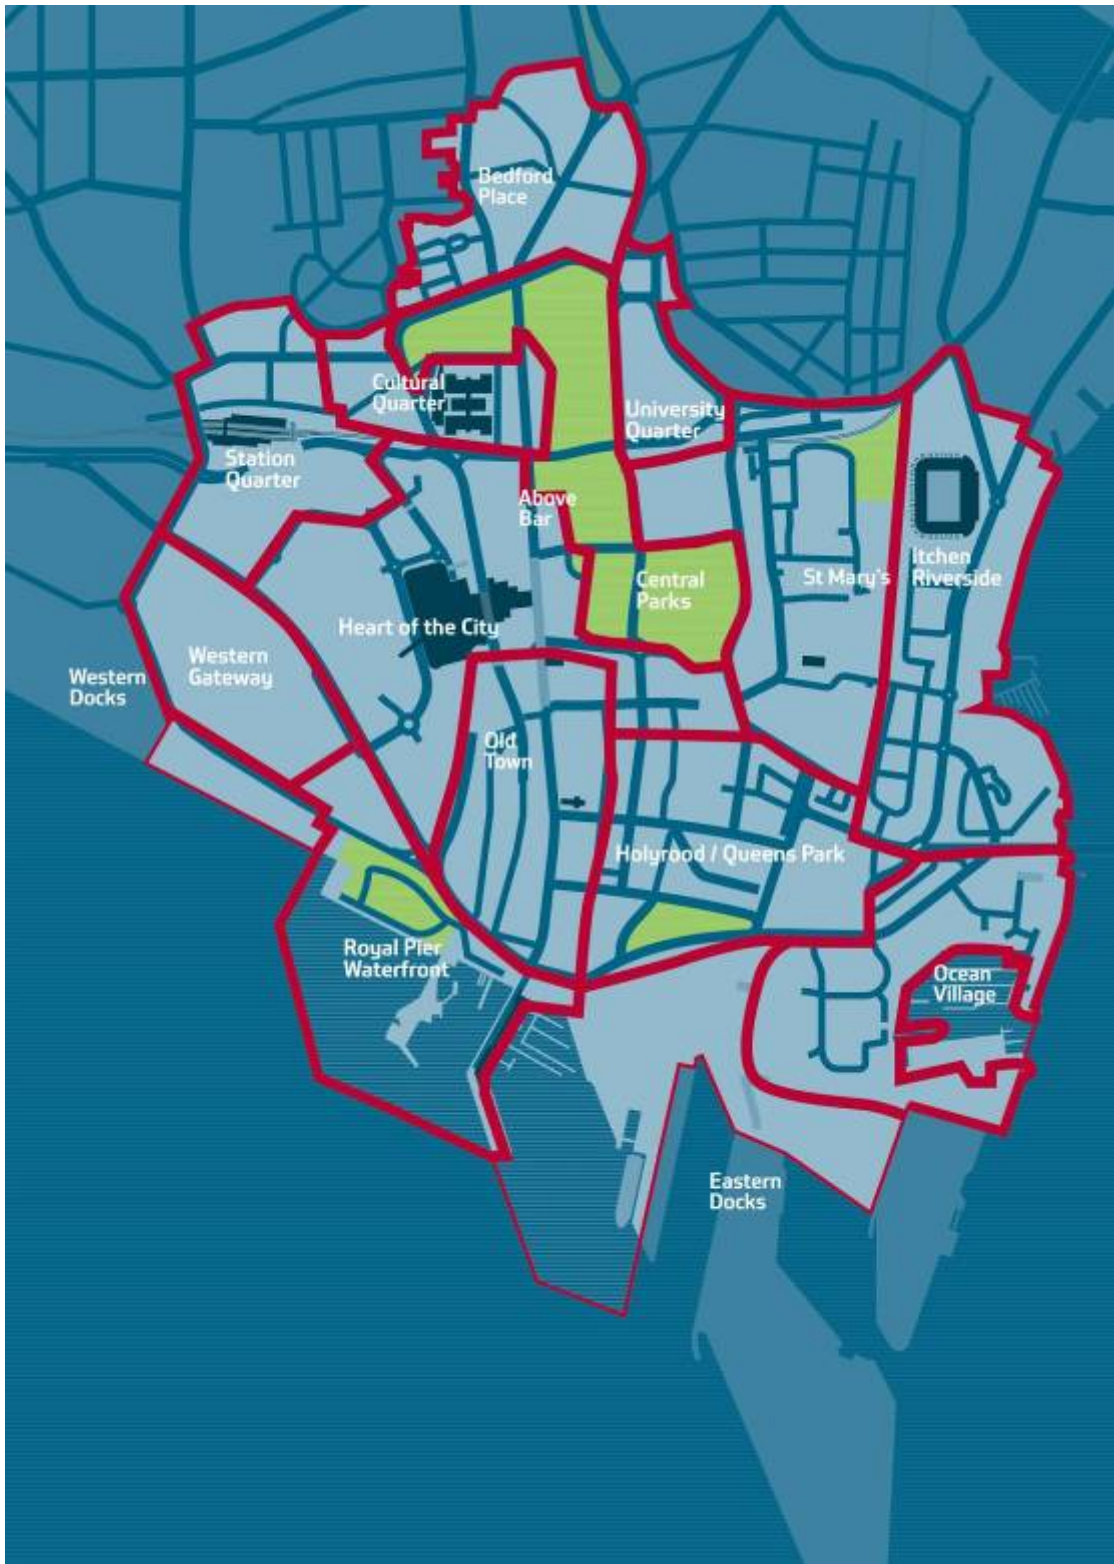 Bedford
Place
Cultural
Quarter
University
Quarter
Station
Quarter
Above
Bar
Itchen
Riverside
St Mary's
Central
Parks
Heart of the City
Western
Gateway
Western
Docks
Old
Town
Holyrood / Queens Park
Royal Pier
Waterfront
Ocean
Village
Eastern
Docks